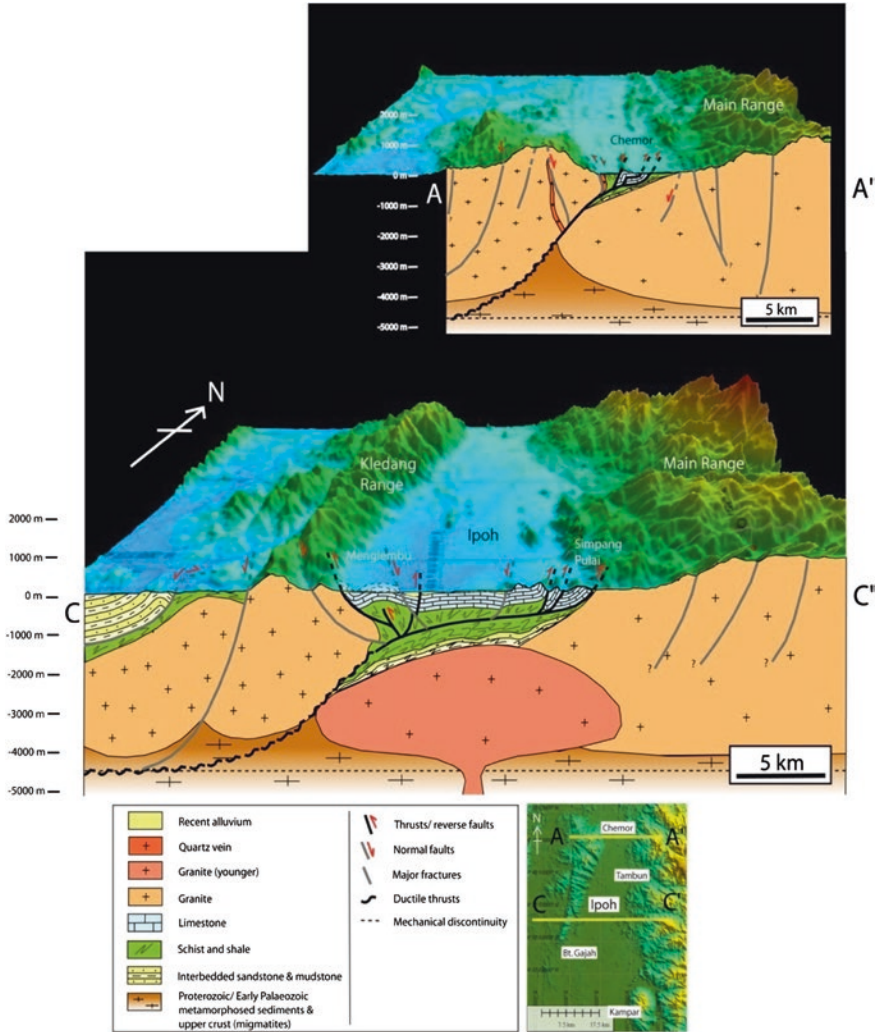 Main Range
Chemor
2000 m
1000 m
0 m
-1000 m
-2000 m
-3000 m
-4000 m
-5000 m
A
A'
?
?
5 km
N
Kledang
Range
Main Range
Ipoh
Menglembu
Simpang
Pulai
2000 m
1000 m
0 m
-1000 m
-2000 m
-3000 m
-4000 m
-5000 m
C
C"
?
?
?
5 km
Recent alluvium
Quartz vein
Granite (younger)
Granite
Limestone
Schist and shale
Interbedded sandstone & mudstone
Proterozoic/ Early Palaeozoic
metamorphosed sediments &
upper crust (migmatites)
Thrusts/ reverse faults
Normal faults
Major fractures
Ductile thrusts
Mechanical discontinuity
N
A
Chemor
A'
Tambun
C
Ipoh
C'
Bt. Gajah
Kampar